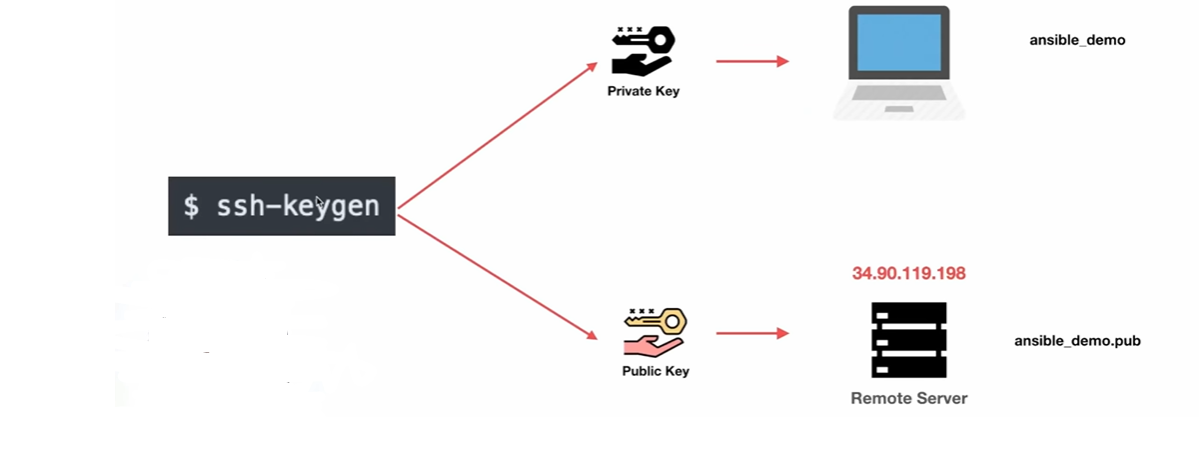 Private Key
ansible_demo
$ ssh-keygen
34.90.119.198
Public Key
ansible_demo.pub
Remote Server